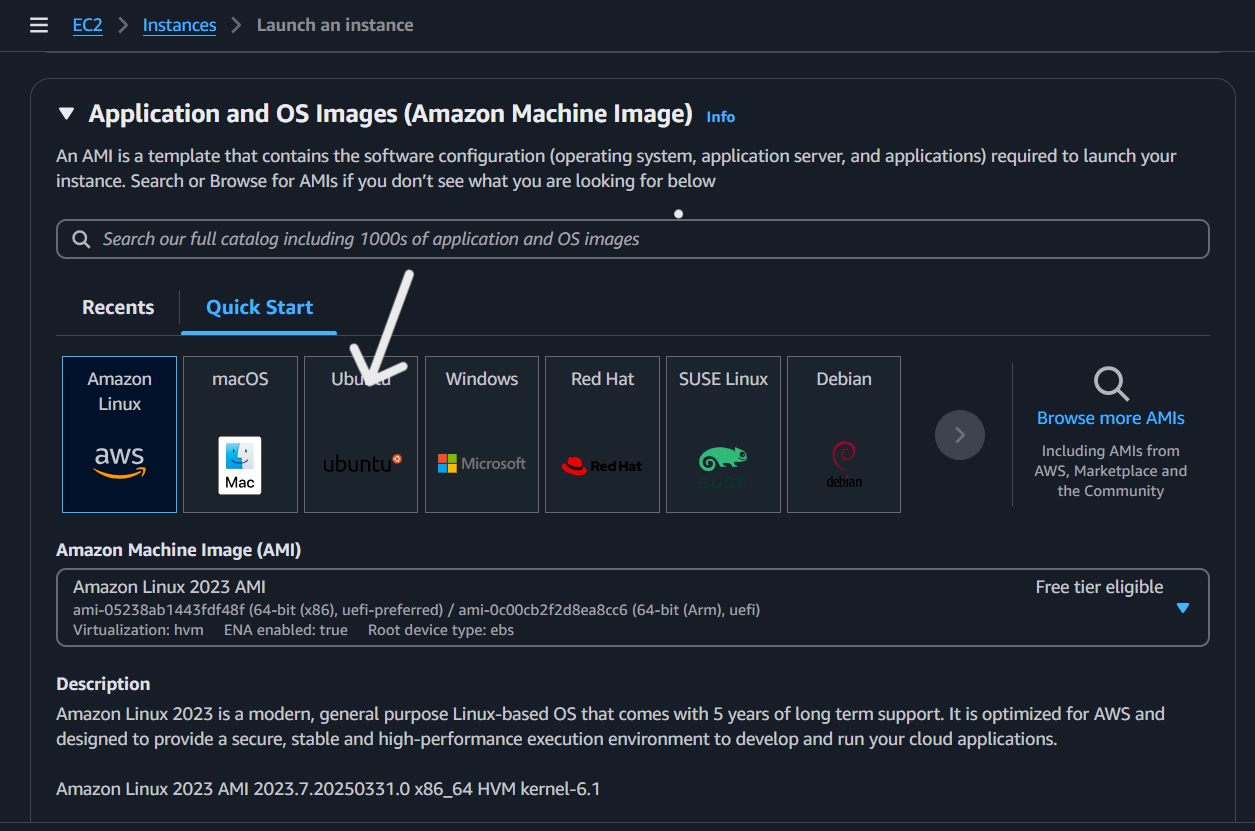 EC2 > Instances > Launch an instance
Application and OS Images (Amazon Machine Image) Info
An AMI is a template that contains the software configuration (operating system, application server, and applications) required to launch your
instance. Search or Browse for AMIs if you don’t see what you are looking for below
Search our full catalog including 1000s of application and OS images
Recents
Quick Start
Amazon
Linux
aws
macOS
Mac
Ubuntu
ubuntu
Windows
Microsoft
Red Hat
Red Hat
SUSE Linux
SUSE
Debian
debian
Browse more AMIs
Including AMIs from
AWS, Marketplace and
the Community
Amazon Machine Image (AMI)
Amazon Linux 2023 AMI
Free tier eligible
ami-05238ab1443fdf48f (64-bit (x86), uefi-preferred) / ami-0c00cb2f2d8ea8cc6 (64-bit (Arm), uefi)
Virtualization: hvm ENA enabled: true Root device type: ebs
Description
Amazon Linux 2023 is a modern, general purpose Linux-based OS that comes with 5 years of long term support. It is optimized for AWS and
designed to provide a secure, stable and high-performance execution environment to develop and run your cloud applications.
Amazon Linux 2023 AMI 2023.7.20250331.0 x86_64 HVM kernel-6.1